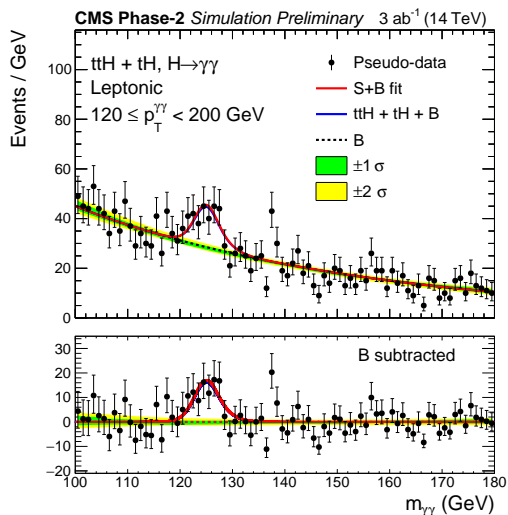 CMS Phase-2 Simulation Preliminary 3 ab⁻¹ (14 TeV)
Events / GeV
ttH + tH, H→γγ
Leptonic
120 ≤ p_T^γγ < 200 GeV
Pseudo-data
S+B fit
ttH + tH + B
B
±1 σ
±2 σ
100
80
60
40
20
0
B subtracted
30
20
10
0
−10
−20
100 110 120 130 140 150 160 170 180
m_γγ (GeV)